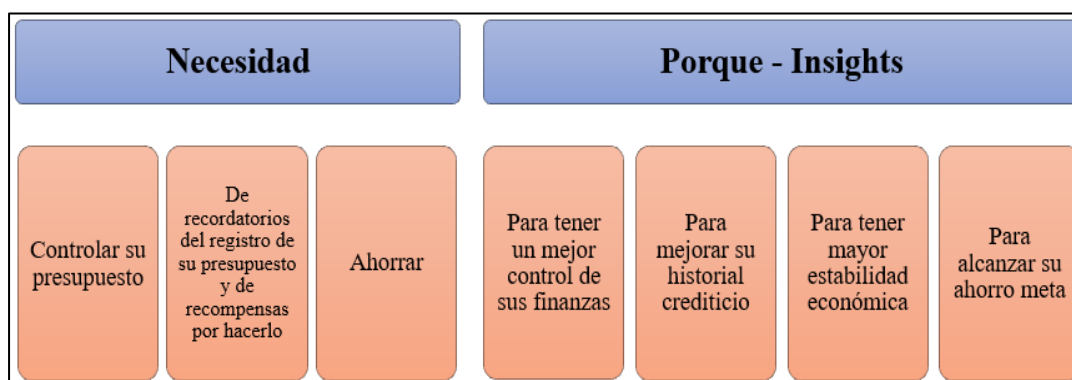 Necesidad
Porque - Insights
Controlar su
presupuesto
De
recordatorios
del registro de
su presupuesto
y de
recompensas
por hacerlo
Ahorrar
Para tener
un mejor
control de
sus finanzas
Para
mejorar su
historial
crediticio
Para tener
mayor
estabilidad
económica
Para
alcanzar su
ahorro meta